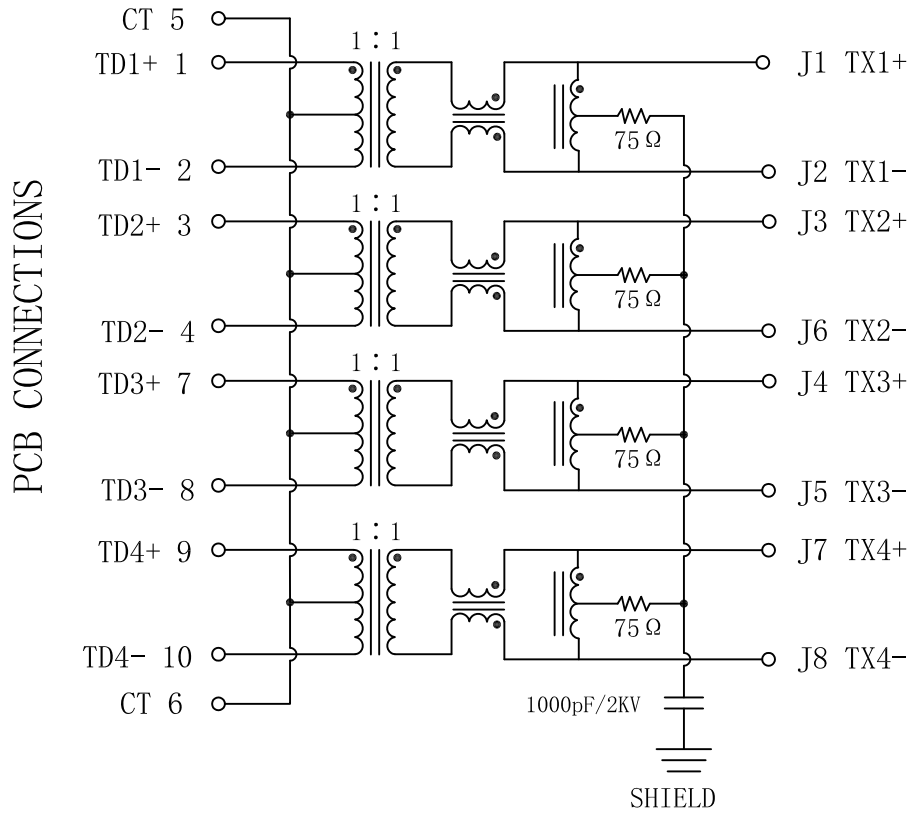 PCB CONNECTIONS
CT 5
1 : 1
TD1+ 1
J1 TX1+
75 Ω
TD1- 2
J2 TX1-
1 : 1
TD2+ 3
J3 TX2+
75 Ω
TD2- 4
J6 TX2-
1 : 1
TD3+ 7
J4 TX3+
75 Ω
TD3- 8
J5 TX3-
1 : 1
TD4+ 9
J7 TX4+
75 Ω
TD4- 10
J8 TX4-
CT 6
1000pF/2KV
SHIELD